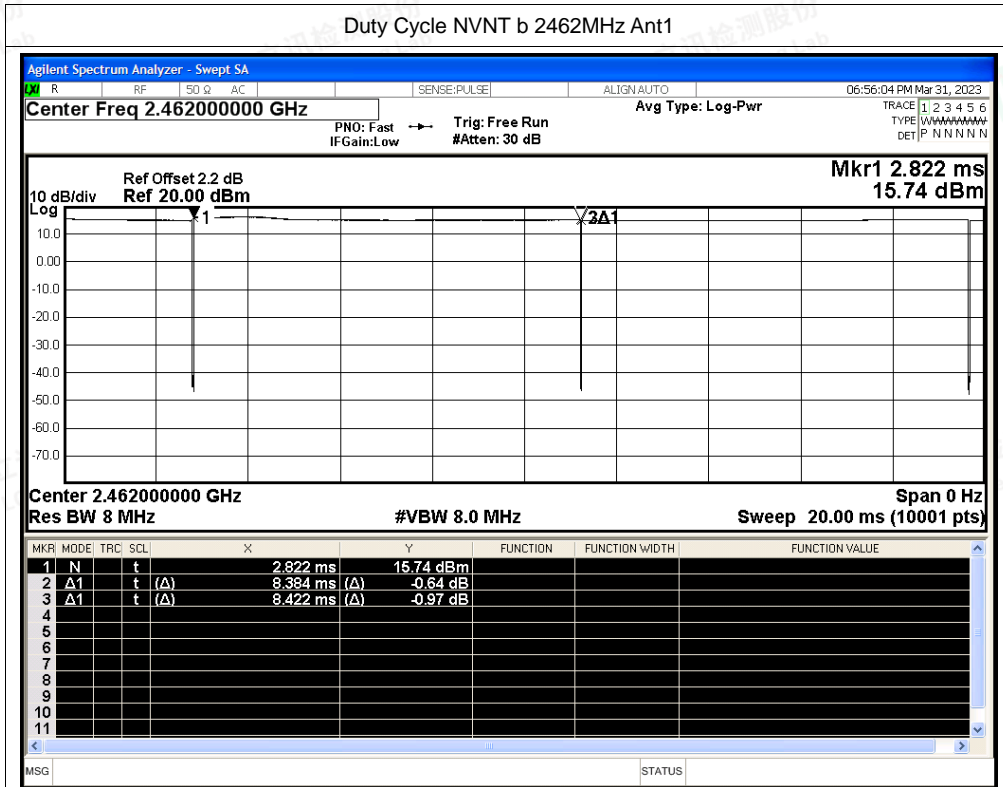 Duty Cycle NVNT b 2462MHz Ant1
Agilent Spectrum Analyzer - Swept SA
LXI R RF 50 Ω AC SENSE:PULSE ALIGN AUTO 06:56:04 PM Mar 31, 2023
Center Freq 2.462000000 GHz Avg Type: Log-Pwr TRACE 1 2 3 4 5 6
PNO: Fast Trig: Free Run TYPE WWWWWW
IFGain:Low #Atten: 30 dB DET P N N N N N
Mkr1 2.822 ms
Ref Offset 2.2 dB
10 dB/div Ref 20.00 dBm 15.74 dBm
Log
1 3Δ1
10.0
0.00
-10.0
-20.0
-30.0
-40.0
-50.0
-60.0
-70.0
Center 2.462000000 GHz Span 0 Hz
Res BW 8 MHz #VBW 8.0 MHz Sweep 20.00 ms (10001 pts)
MKR MODE TRC SCL X Y FUNCTION FUNCTION WIDTH FUNCTION VALUE
1 N t 2.822 ms 15.74 dBm
2 Δ1 t (Δ) 8.384 ms (Δ) -0.64 dB
3 Δ1 t (Δ) 8.422 ms (Δ) -0.97 dB
4
5
6
7
8
9
10
11
MSG STATUS